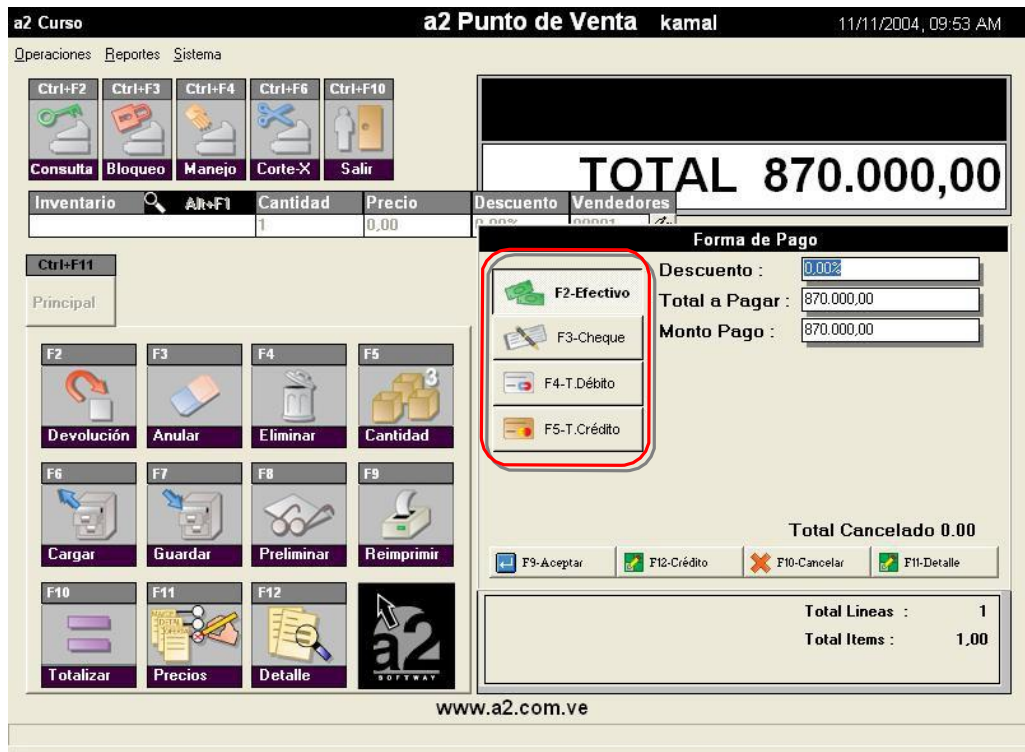 a2 Curso a2 Punto de Venta kamal 11/11/2004, 09:53 AM
Operaciones Reportes Sistema
Ctrl+F2 Ctrl+F3 Ctrl+F4 Ctrl+F6 Ctrl+F10
Consulta Bloqueo Manejo Corte-X Salir
TOTAL 870.000,00
Inventario Alt+F1 Cantidad Precio Descuento Vendedores
1 0,00 0,00% 00001
Forma de Pago
Ctrl+F11
Principal
F2-Efectivo
F3-Cheque
F4-T.Débito
F5-T.Crédito
Descuento : 0,00%
Total a Pagar : 870.000,00
Monto Pago : 870.000,00
F2 F3 F4 F5
3
Devolución Anular Eliminar Cantidad
F6 F7 F8 F9
Cargar Guardar Preliminar Reimprimir
Total Cancelado 0.00
F9-Aceptar F12-Crédito F10-Cancelar F11-Detalle
F10 F11 F12
a2
SOFTWAY
Totalizar Precios Detalle
Total Lineas : 1
Total Items : 1,00
www.a2.com.ve